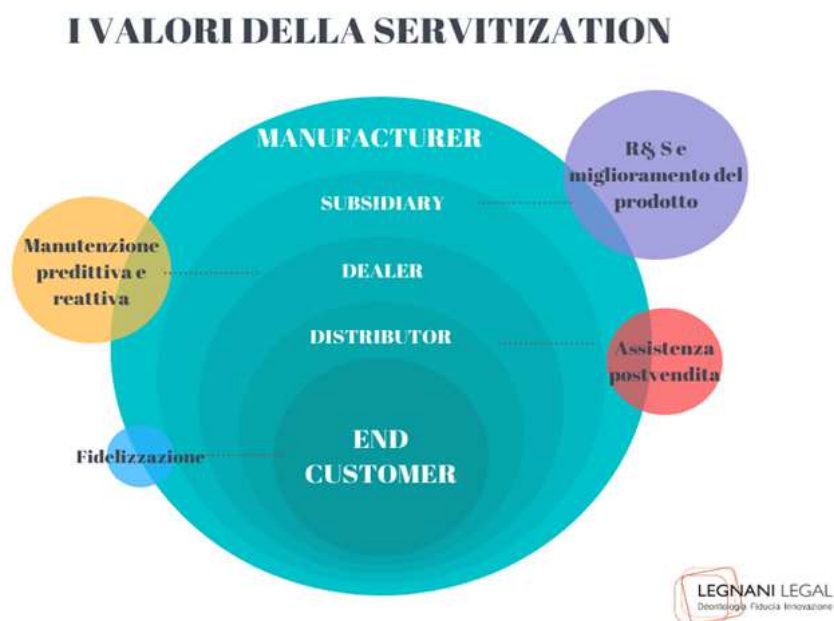 I VALORI DELLA SERVITIZATION
MANUFACTURER
R& S e
miglioramento del
prodotto
SUBSIDIARY
Manutenzione
predittiva e
reattiva
DEALER
DISTRIBUTOR
Assistenza
postvendita
Fidelizzazione
END
CUSTOMER
LEGNANI LEGAL
Deontologia Fiducia Innovazione